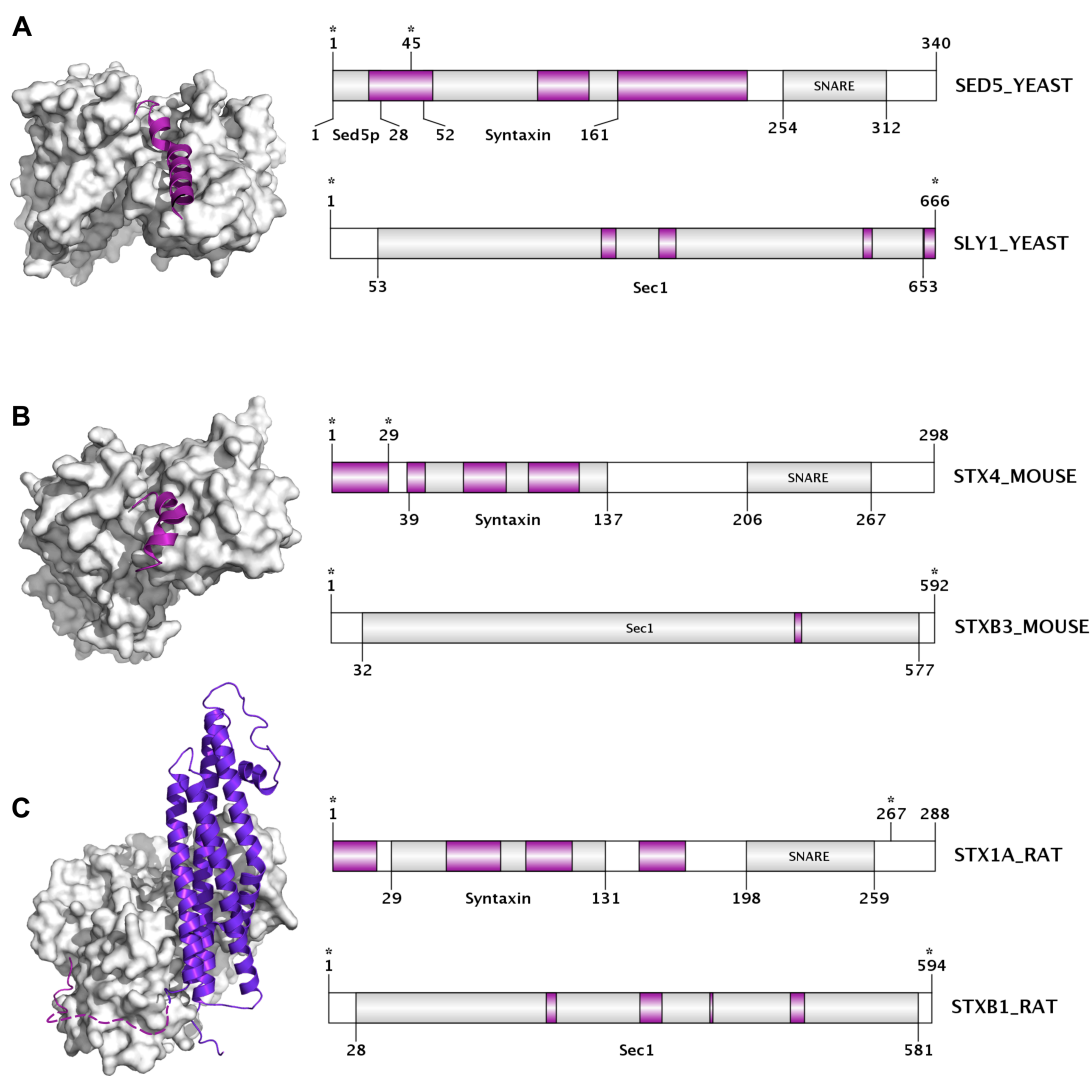 A
* *
1 45 340
SNARE
SED5_YEAST
1 Sed5p 28 52 Syntaxin 161 254 312
* *
1 666
SLY1_YEAST
53 Sec1 653
B
* *
1 29 298
SNARE
STX4_MOUSE
39 Syntaxin 137 206 267
* *
1 592
Sec1
STXB3_MOUSE
32 577
C
* *
1 267 288
SNARE
STX1A_RAT
29 Syntaxin 131 198 259
* *
1 594
STXB1_RAT
28 Sec1 581